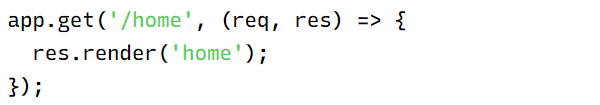 app.get('/home', (req, res) => {
  res.render('home');
});